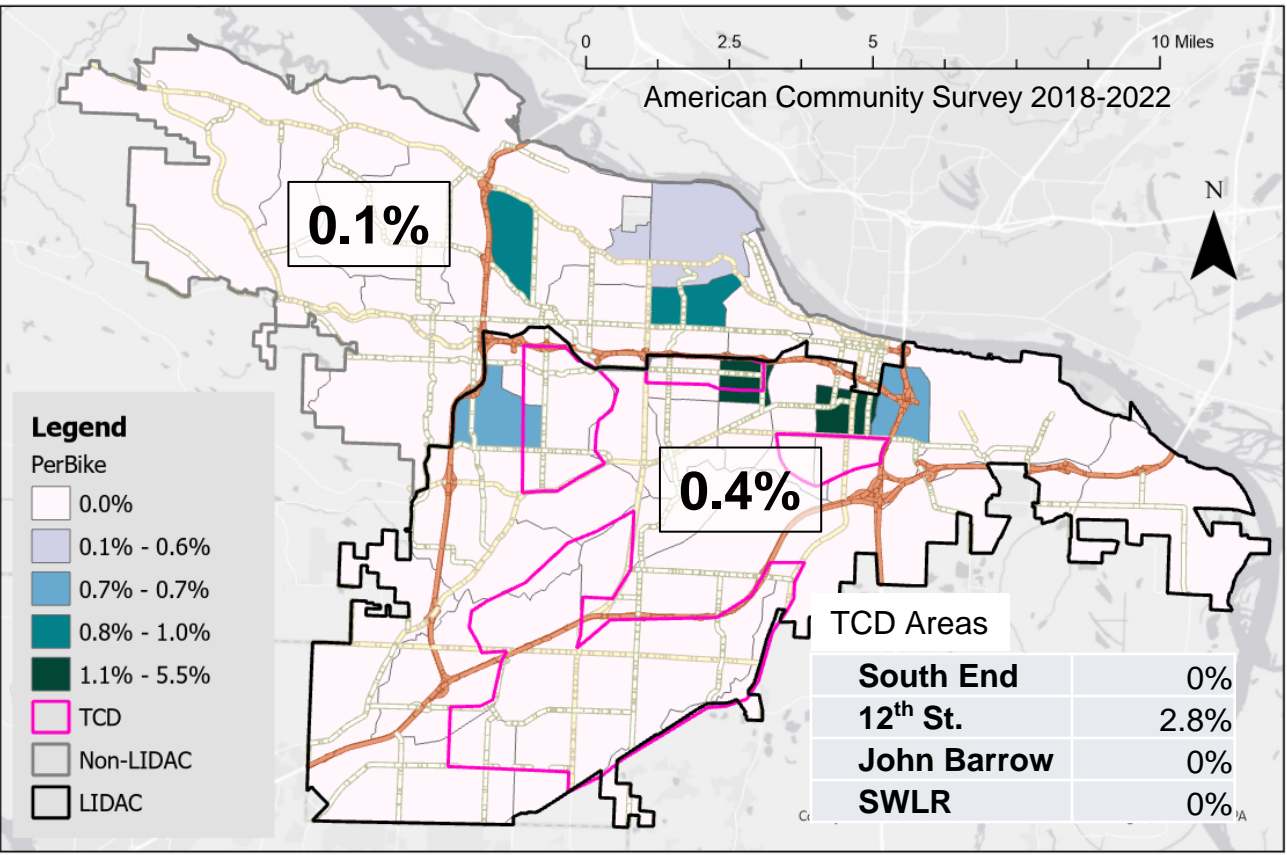 0 2.5 5 10 Miles
American Community Survey 2018-2022
N
0.1%
0.4%
Legend
PerBike
0.0%
0.1% - 0.6%
0.7% - 0.7%
0.8% - 1.0%
1.1% - 5.5%
TCD
Non-LIDAC
LIDAC
TCD Areas
South End 0%
12th St. 2.8%
John Barrow 0%
SWLR 0%